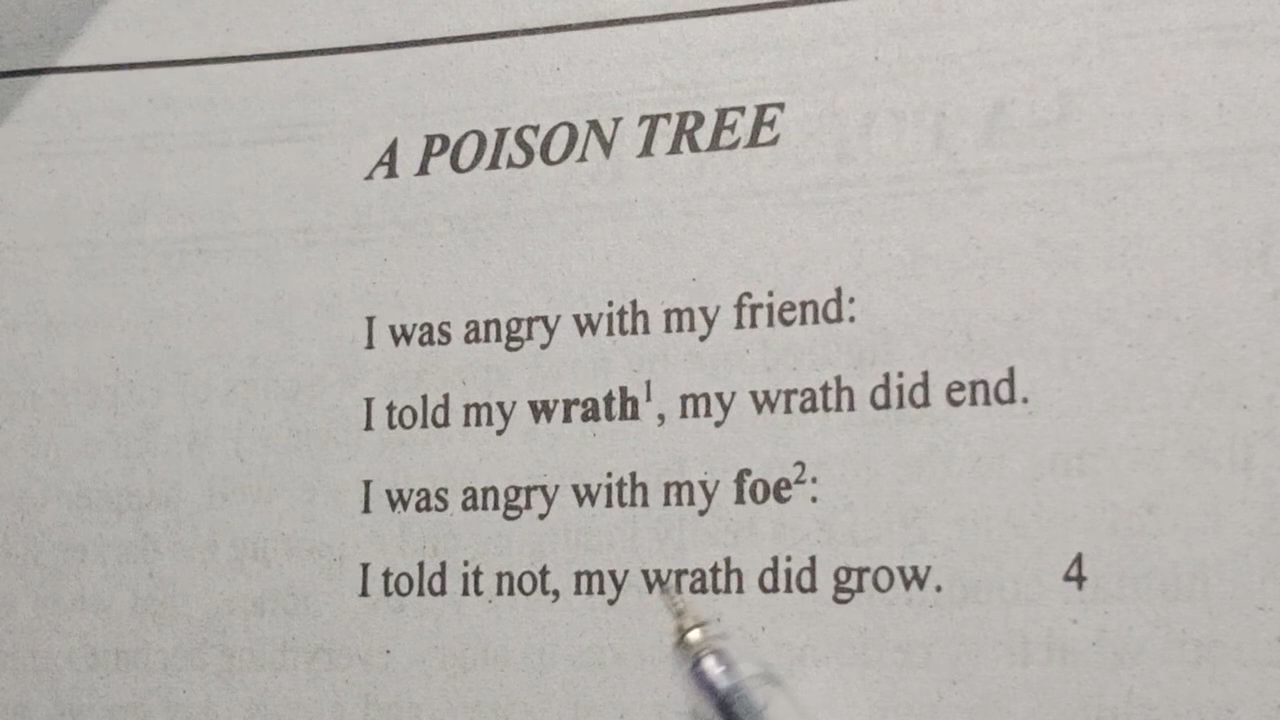 A POISON TREE
I was angry with my friend:
I told my wrath¹, my wrath did end.
I was angry with my foe²:
I told it not, my wrath did grow. 4